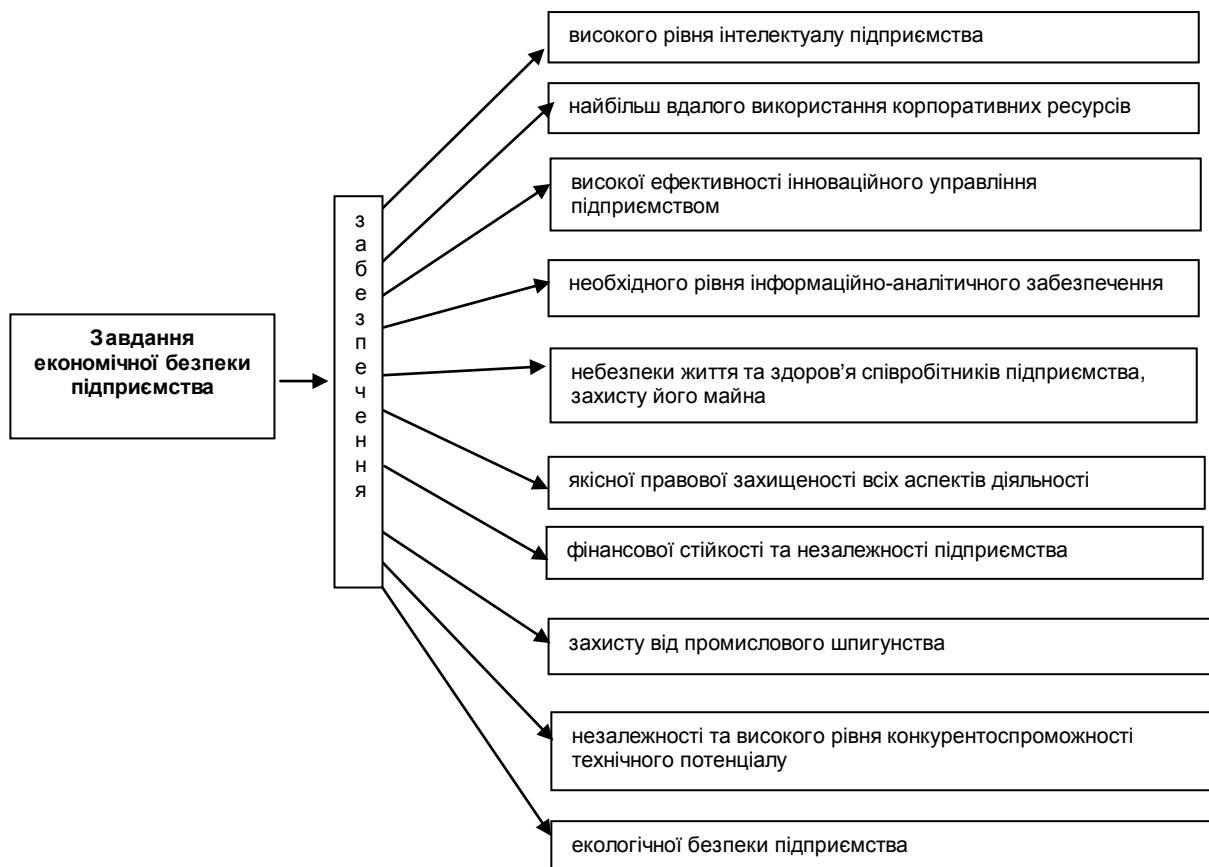 Завдання
економічної безпеки
підприємства
забезпечення
високого рівня інтелектуалу підприємства
найбільш вдалого використання корпоративних ресурсів
високої ефективності інноваційного управління
підприємством
необхідного рівня інформаційно-аналітичного забезпечення
небезпеки життя та здоров’я співробітників підприємства,
захисту його майна
якісної правової захищеності всіх аспектів діяльності
фінансової стійкості та незалежності підприємства
захисту від промислового шпигунства
незалежності та високого рівня конкурентоспроможності
технічного потенціалу
екологічної безпеки підприємства